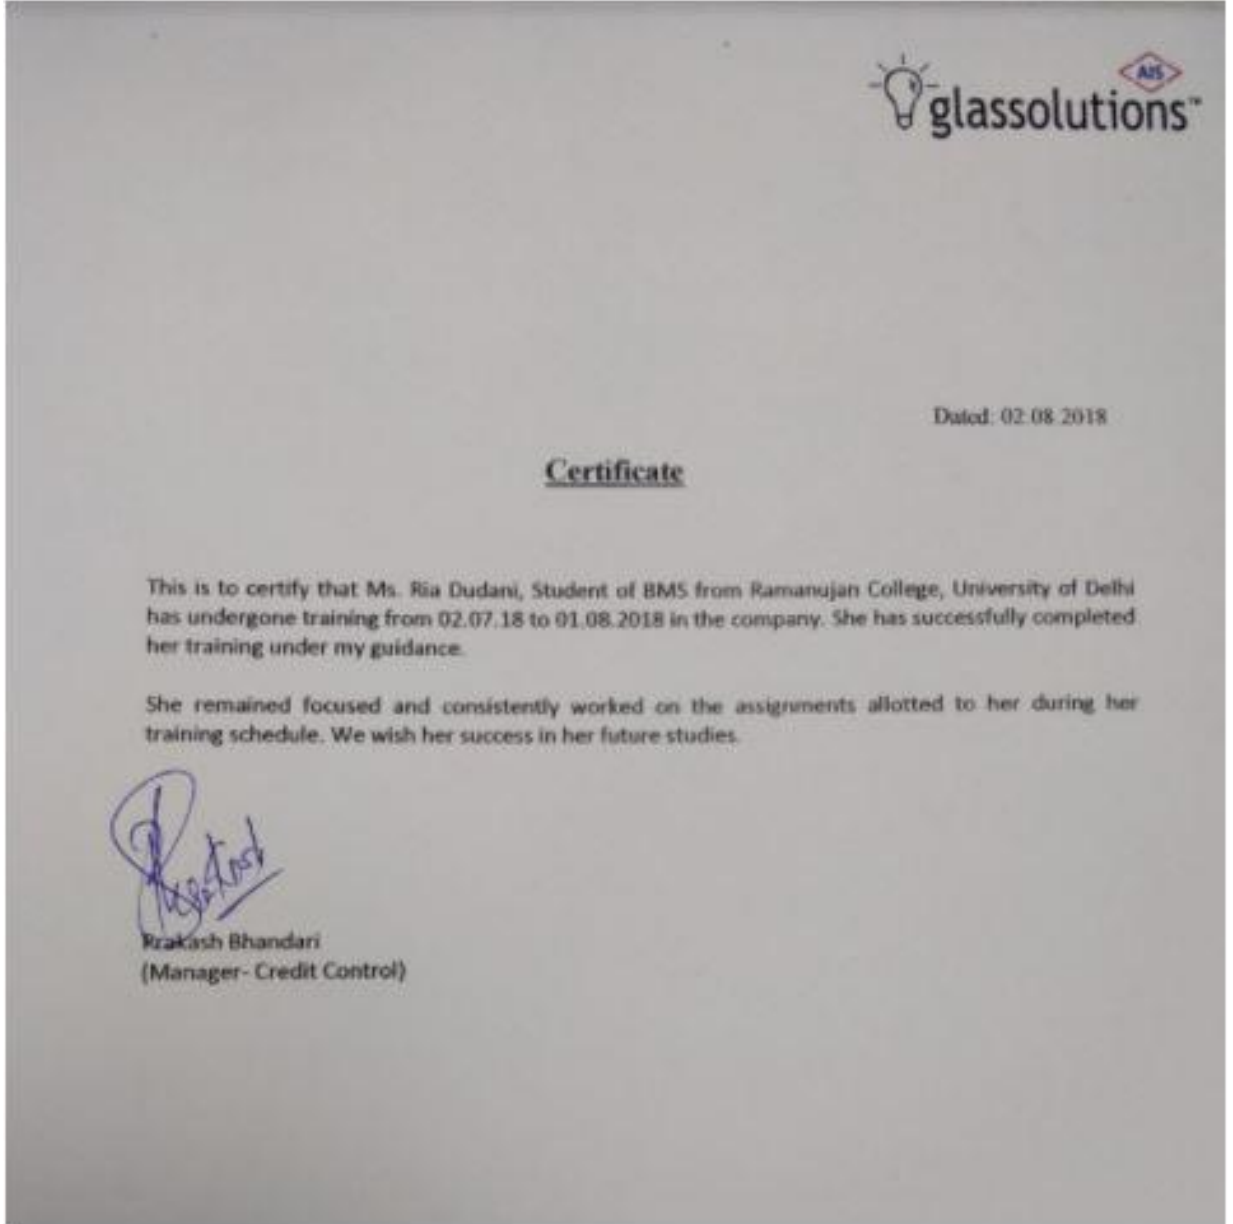 AIS
glassolutions™
Dated: 02.08.2018
Certificate
This is to certify that Ms. Ria Dudani, Student of BMS from Ramanujan College, University of Delhi
has undergone training from 02.07.18 to 01.08.2018 in the company. She has successfully completed
her training under my guidance.
She remained focused and consistently worked on the assignments allotted to her during her
training schedule. We wish her success in her future studies.
Prakash
Prakash Bhandari
(Manager- Credit Control)